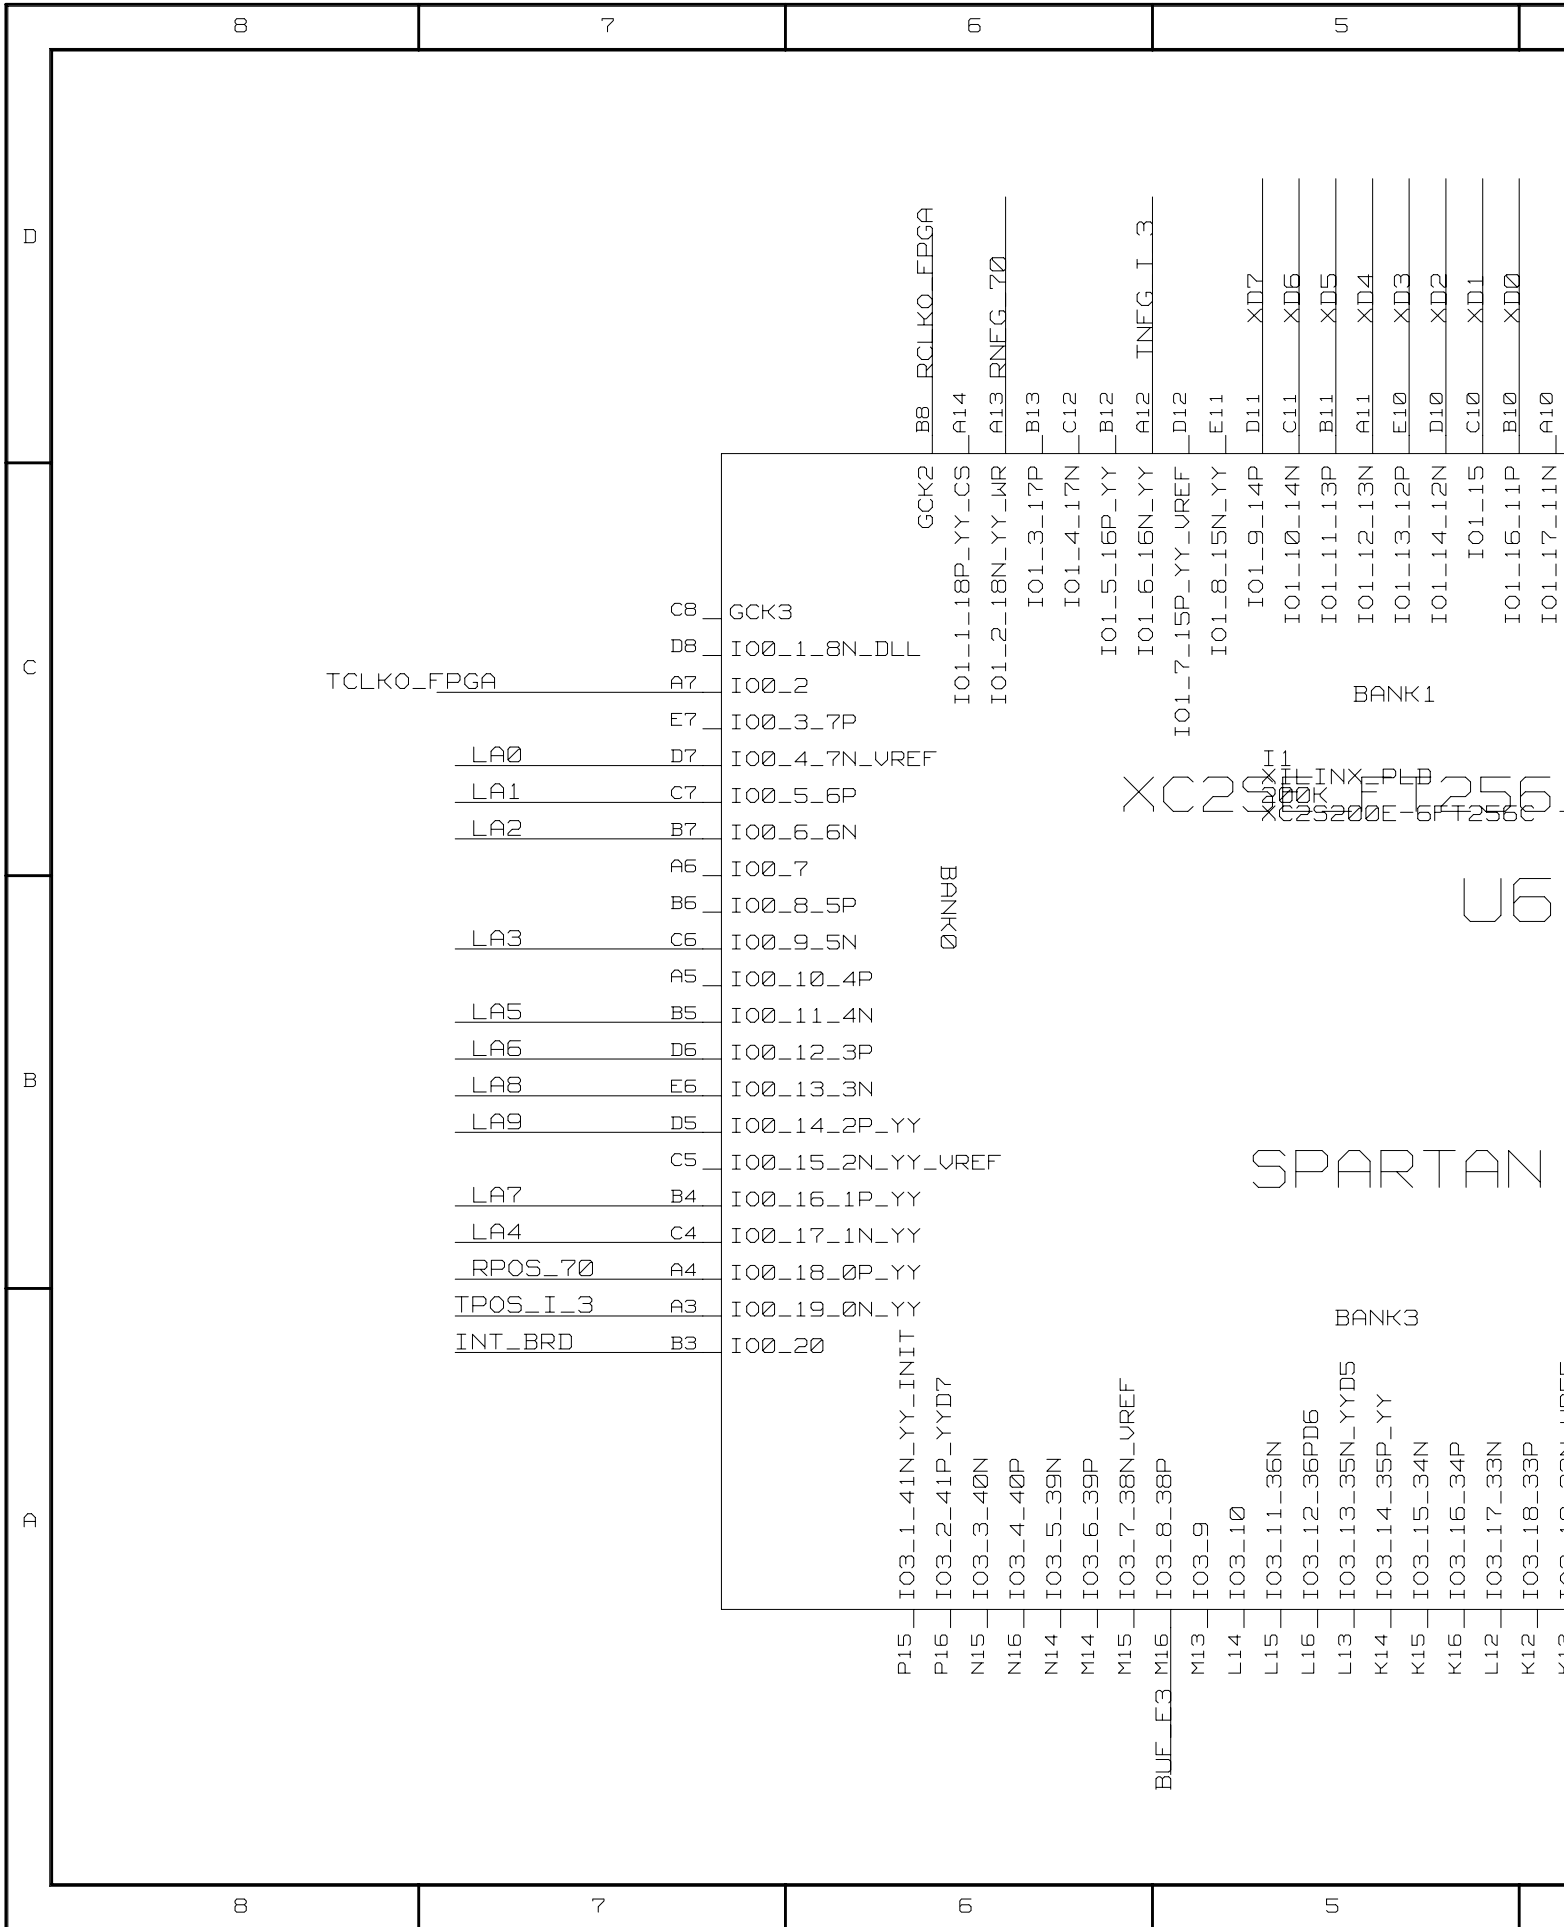 8 7 6 5
D
C
B
A
RCLKO_FPGA
RNEG_70
TNEG_I_3
XD7
XD6
XD5
XD4
XD3
XD2
XD1
XD0
B8
A14
A13
B13
C12
B12
A12
D12
E11
D11
C11
B11
A11
E10
D10
C10
B10
A10
GCK2
IO1_1_18P_YY_CS
IO1_2_18N_YY_WR
IO1_3_17P
IO1_4_17N
IO1_5_16P_YY
IO1_6_16N_YY
IO1_7_15P_YY_VREF
IO1_8_15N_YY
IO1_9_14P
IO1_10_14N
IO1_11_13P
IO1_12_13N
IO1_13_12P
IO1_14_12N
IO1_15
IO1_16_11P
IO1_17_11N
C8 GCK3
D8 IO0_1_8N_DLL
TCLKO_FPGA A7 IO0_2
E7 IO0_3_7P
LA0 D7 IO0_4_7N_VREF
LA1 C7 IO0_5_6P
LA2 B7 IO0_6_6N
A6 IO0_7
B6 IO0_8_5P
LA3 C6 IO0_9_5N
A5 IO0_10_4P
LA5 B5 IO0_11_4N
LA6 D6 IO0_12_3P
LA8 E6 IO0_13_3N
LA9 D5 IO0_14_2P_YY
C5 IO0_15_2N_YY_VREF
LA7 B4 IO0_16_1P_YY
LA4 C4 IO0_17_1N_YY
RPOS_70 A4 IO0_18_0P_YY
TPOS_I_3 A3 IO0_19_0N_YY
INT_BRD B3 IO0_20
BANK0
BANK1
I1
XILINX_PLD
200K
XC2S200E-6FT256C
XC2SE_FT256
U6
SPARTAN
BANK3
IO3_1_41N_YY_INIT
IO3_2_41P_YYD7
IO3_3_40N
IO3_4_40P
IO3_5_39N
IO3_6_39P
IO3_7_38N_VREF
IO3_8_38P
IO3_9
IO3_10
IO3_11_36N
IO3_12_36PD6
IO3_13_35N_YYD5
IO3_14_35P_YY
IO3_15_34N
IO3_16_34P
IO3_17_33N
IO3_18_33P
P15
P16
N15
N16
N14
M14
M15
M16
M13
L14
L15
L16
L13
K14
K15
K16
L12
K12
BUF_F3
8 7 6 5